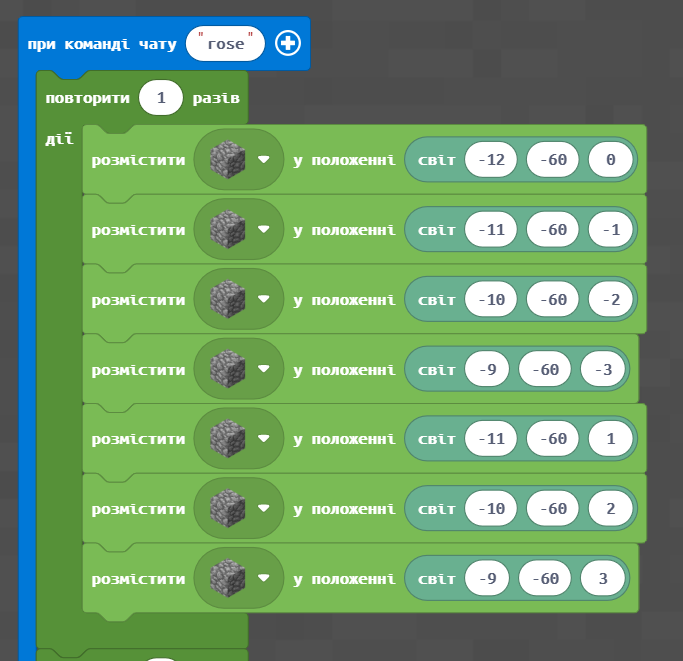 при команді чату "rose"
повторити 1 разів
дії
розмістити у положенні світ -12 -60 0
розмістити у положенні світ -11 -60 -1
розмістити у положенні світ -10 -60 -2
розмістити у положенні світ -9 -60 -3
розмістити у положенні світ -11 -60 1
розмістити у положенні світ -10 -60 2
розмістити у положенні світ -9 -60 3